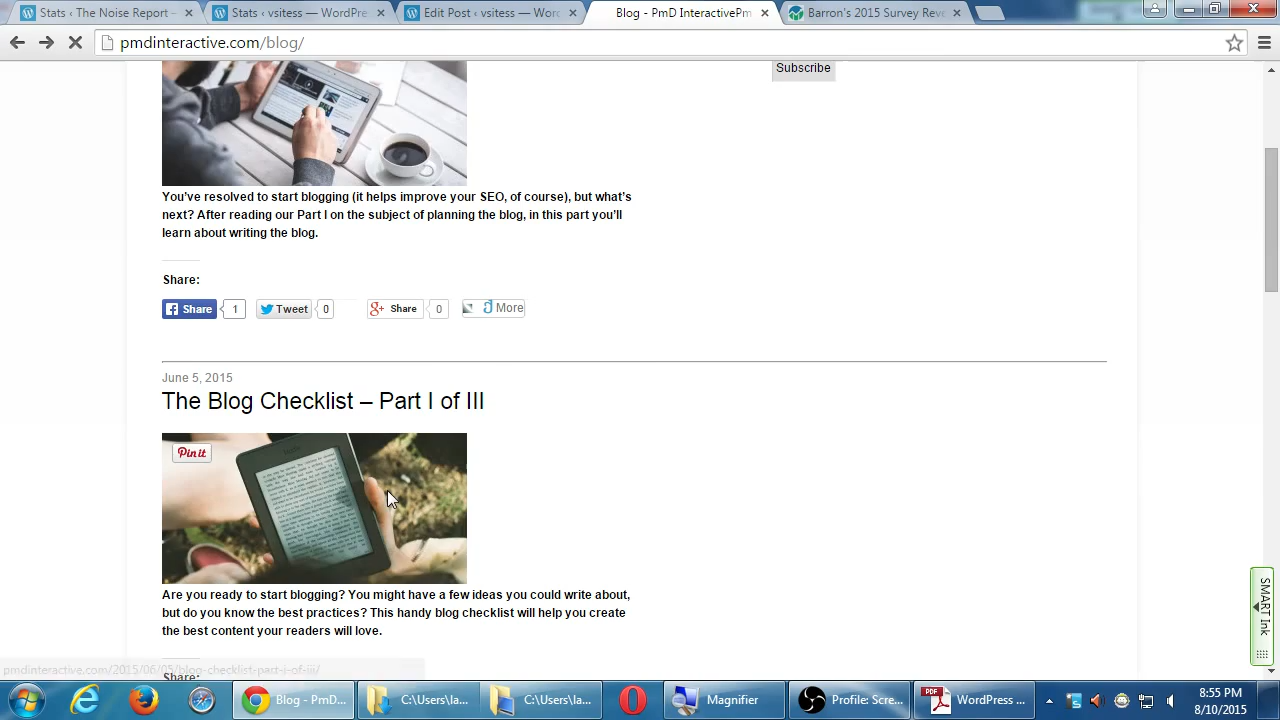 Stats ‹ The Noise Report -
Stats ‹ vsitess — WordPre
Edit Post ‹ vsitess — Word
Blog - PmD InteractivePm
Barron's 2015 Survey Reve
pmdinteractive.com/blog/
Subscribe
You've resolved to start blogging (it helps improve your SEO, of course), but what's
next? After reading our Part I on the subject of planning the blog, in this part you'll
learn about writing the blog.
Share:
Share 1 Tweet 0 Share 0 More
June 5, 2015
The Blog Checklist – Part I of III
Pin it
Are you ready to start blogging? You might have a few ideas you could write about,
but do you know the best practices? This handy blog checklist will help you create
the best content your readers will love.
SMART Ink
pmdinteractive.com/2015/06/05/blog-checklist-part-i-of-iii/
Share:
Blog - PmD...
C:\Users\la...
C:\Users\la...
Magnifier
Profile: Scre...
WordPress ...
8:55 PM
8/10/2015